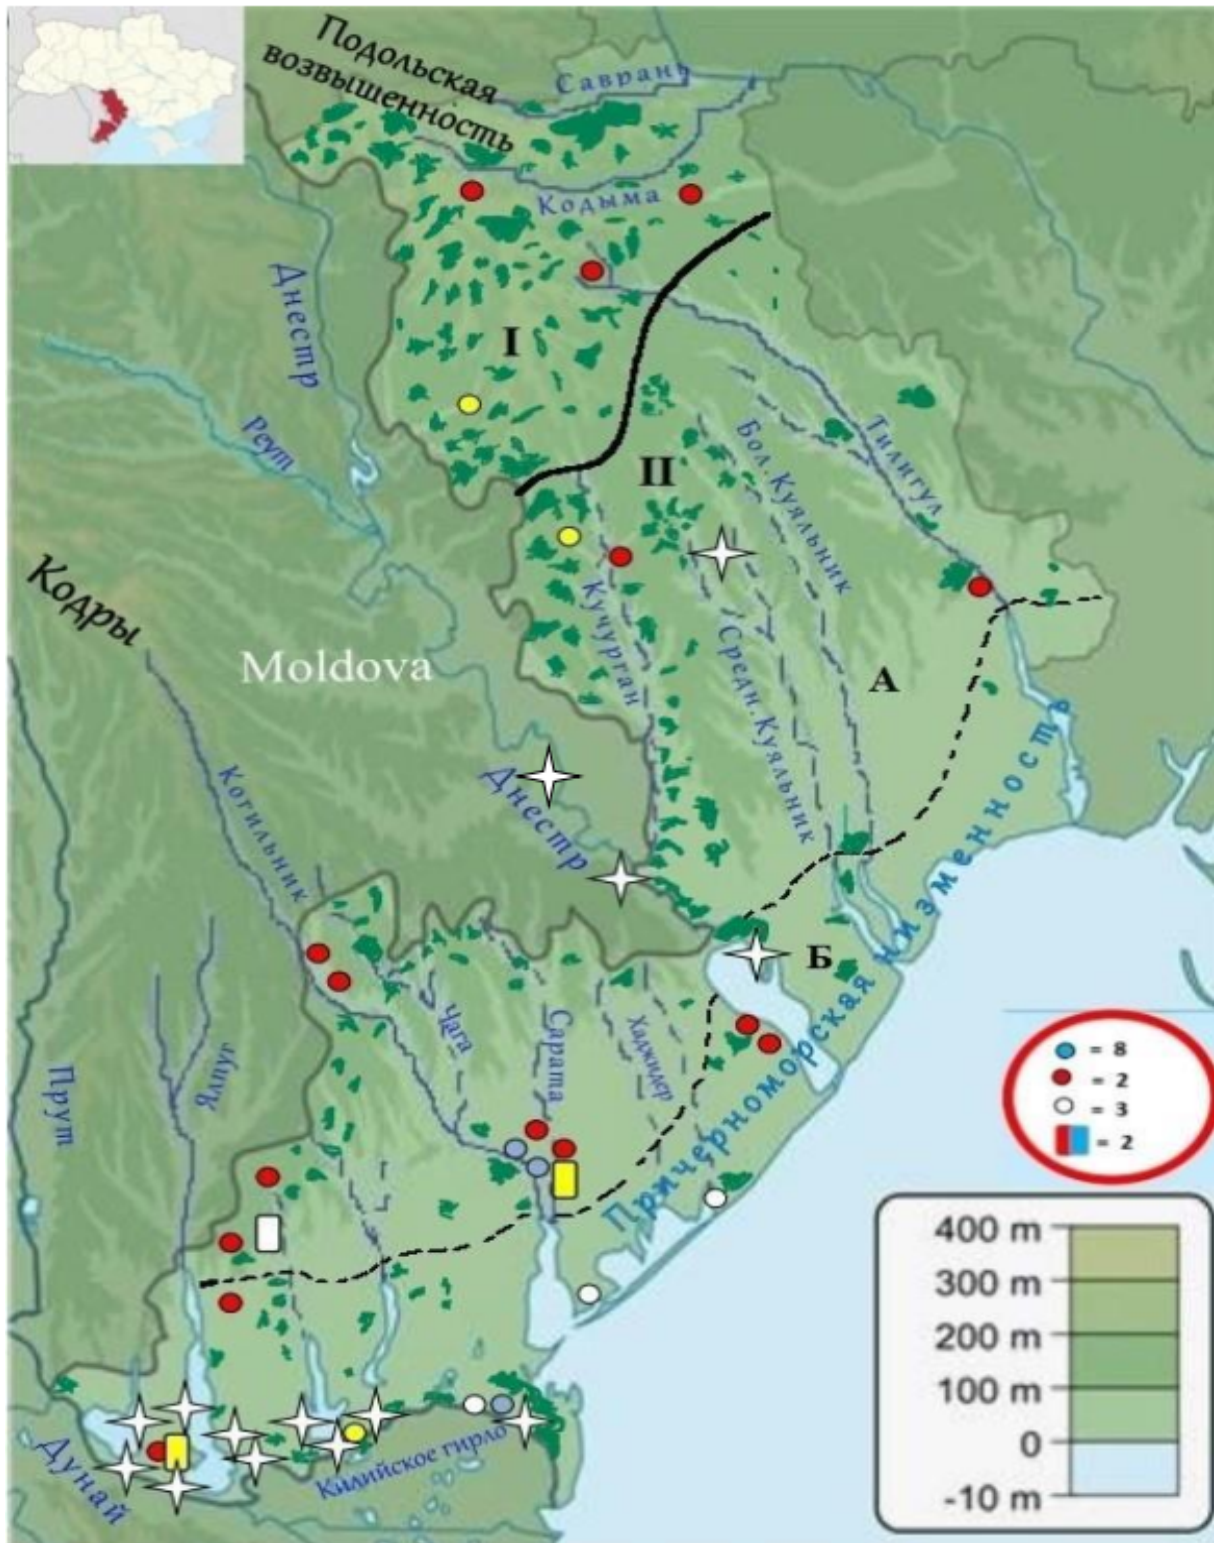 Подольская
возвышенность
Саврань
Кодыма
Днестр
I
Реут
II
Бол. Куяльник
Тилигул
Кодры
Кучурган
Средн. Куяльник
А
Moldova
Когильник
Днестр
Б
Причерноморская низменность
Чага
Сарата
Хаджидер
Ялпуг
Прут
= 8
= 2
= 3
= 2
400 m
300 m
200 m
100 m
0
-10 m
Дунай
Килийское гирло